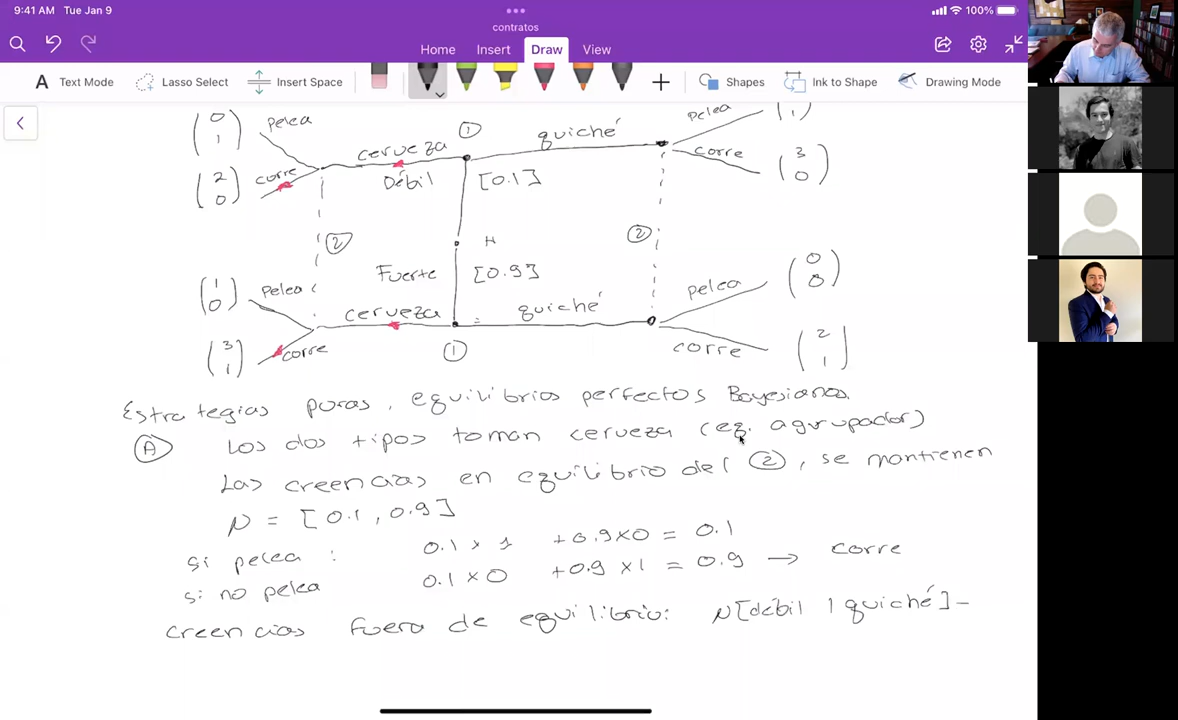 9:41 AM Tue Jan 9
100%
contratos
Home Insert Draw View
A Text Mode Lasso Select Insert Space Shapes Ink to Shape Drawing Mode
0 1 pelea
① quiché pelea 1
cerveza
2 0 corre Débil [0.1] corre 3 0
② N ②
Fuerte [0.9]
1 0 pelea cerveza quiché pelea 0 0
3 1 corre ① corre 2 1
Estrategias puras, equilibrios perfectos Bayesianos.
Ⓐ Los dos tipos toman cerveza (eq. agrupador)
Las creencias en equilibrio del ②, se mantienen
μ = [0.1, 0.9]
si pelea : 0.1 x 1 + 0.9 x 0 = 0.1
si no pelea 0.1 x 0 + 0.9 x 1 = 0.9 → corre
creencias fuera de equilibrio: μ[débil | quiché] -